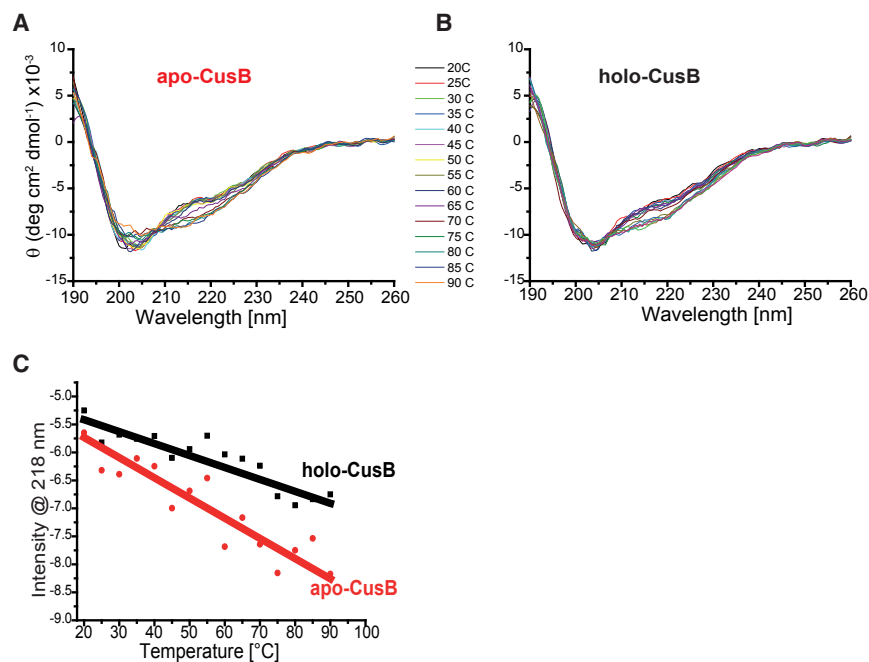 A
apo-CusB
θ (deg cm² dmol⁻¹) x10⁻³
10
5
0
-5
-10
-15
190 200 210 220 230 240 250 260
Wavelength [nm]
20C
25C
30 C
35 C
40 C
45 C
50 C
55 C
60 C
65 C
70 C
75 C
80 C
85 C
90 C
B
holo-CusB
10
5
0
-5
-10
-15
190 200 210 220 230 240 250 260
Wavelength [nm]
C
Intensity @ 218 nm
-5.0
-5.5
-6.0
-6.5
-7.0
-7.5
-8.0
-8.5
-9.0
holo-CusB
apo-CusB
20 30 40 50 60 70 80 90 100
Temperature [°C]